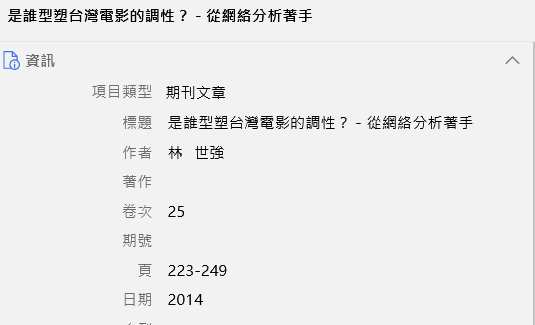 是誰型塑台灣電影的調性？ - 從網絡分析著手
資訊
項目類型 期刊文章
標題 是誰型塑台灣電影的調性？ - 從網絡分析著手
作者 林 世強
著作
卷次 25
期號
頁 223-249
日期 2014